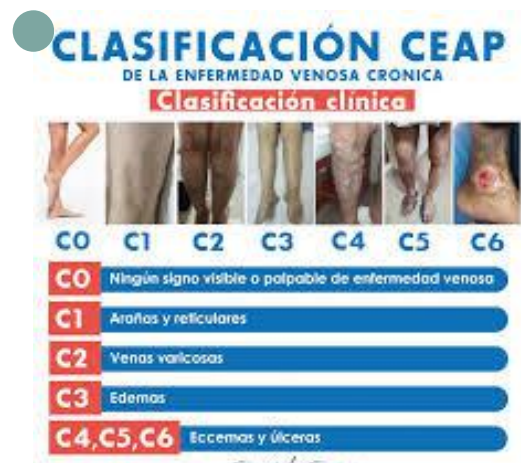 CLASIFICACIÓN CEAP
DE LA ENFERMEDAD VENOSA CRONICA
Clasificación clínica
C0 C1 C2 C3 C4 C5 C6
C0 Ningún signo visible o palpable de enfermedad venosa
C1 Arañas y reticulares
C2 Venas varicosas
C3 Edemas
C4,C5,C6 Eccemas y úlceras